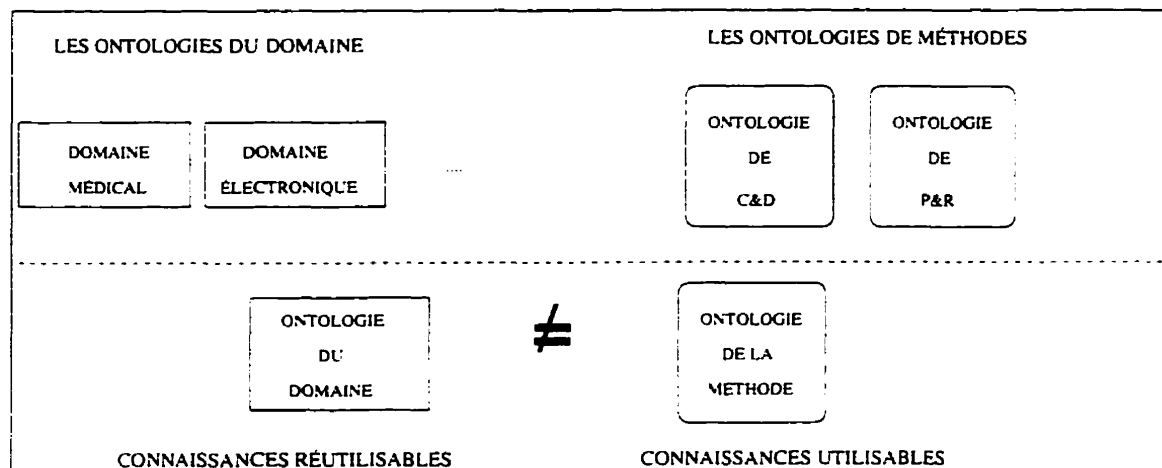 LES ONTOLOGIES DU DOMAINE
LES ONTOLOGIES DE MÉTHODES
DOMAINE
MÉDICAL
DOMAINE
ÉLECTRONIQUE
.....
ONTOLOGIE
DE
C&D
ONTOLOGIE
DE
P&R
ONTOLOGIE
DU
DOMAINE
≠
ONTOLOGIE
DE LA
METHODE
CONNAISSANCES RÉUTILISABLES
CONNAISSANCES UTILISABLES